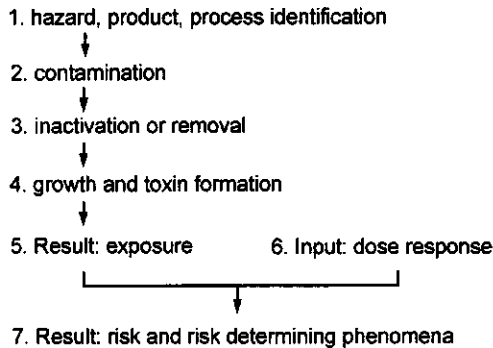 1. hazard, product, process identification
2. contamination
3. inactivation or removal
4. growth and toxin formation
5. Result: exposure 6. Input: dose response
7. Result: risk and risk determining phenomena